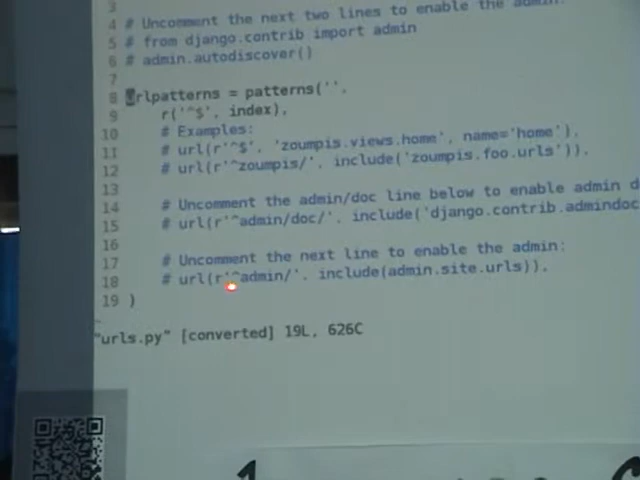 3
4 # Uncomment the next two lines to enable the admin:
5 # from django.contrib import admin
6 # admin.autodiscover()
7
8 urlpatterns = patterns('',
9 r('^$', index),
10 # Examples:
11 # url(r'^$', 'zoumpis.views.home', name='home'),
12 # url(r'^zoumpis/', include('zoumpis.foo.urls')),
13
14 # Uncomment the admin/doc line below to enable admin d
15 # url(r'^admin/doc/', include('django.contrib.admindoc
16
17 # Uncomment the next line to enable the admin:
18 # url(r'^admin/', include(admin.site.urls)),
19 )
~
"urls.py" [converted] 19L, 626C